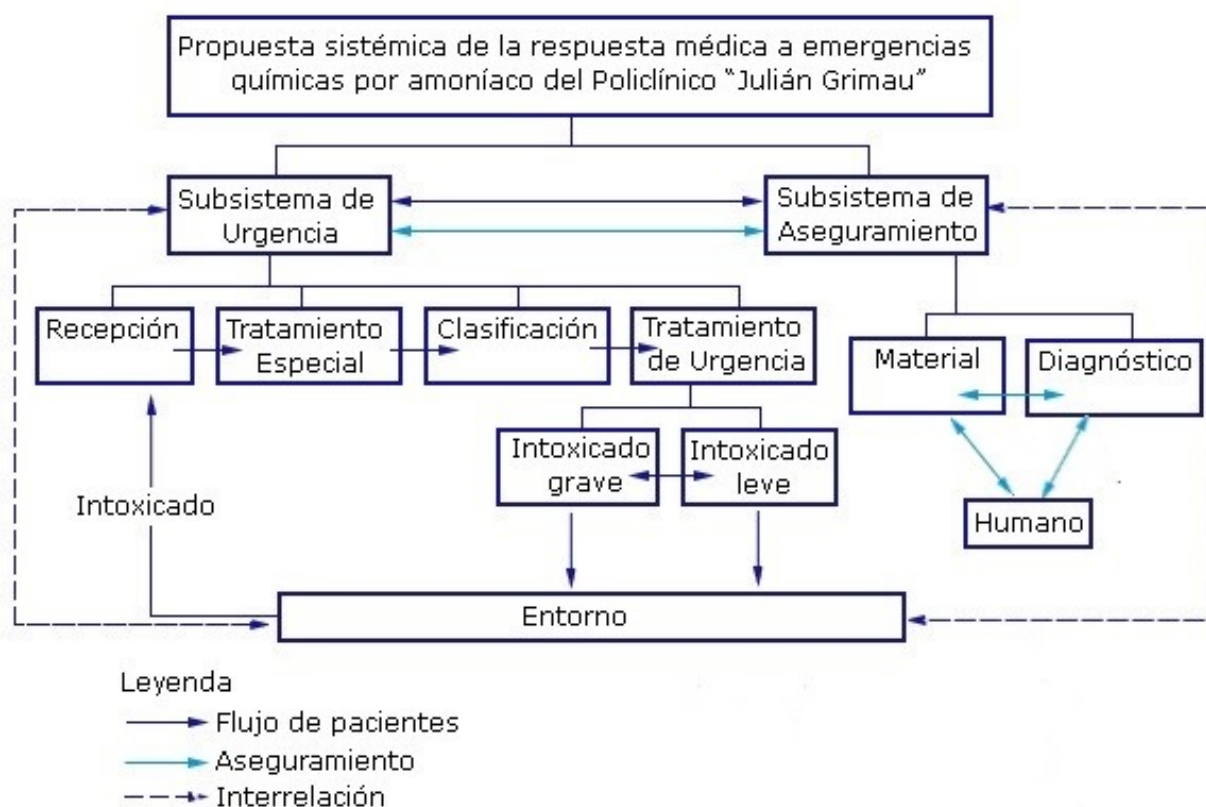 Propuesta sistémica de la respuesta médica a emergencias
químicas por amoníaco del Policlínico “Julián Grimau”
Subsistema de
Urgencia
Subsistema de
Aseguramiento
Recepción
Tratamiento
Especial
Clasificación
Tratamiento
de Urgencia
Material
Diagnóstico
Intoxicado
grave
Intoxicado
leve
Humano
Intoxicado
Entorno
Leyenda
Flujo de pacientes
Aseguramiento
Interrelación